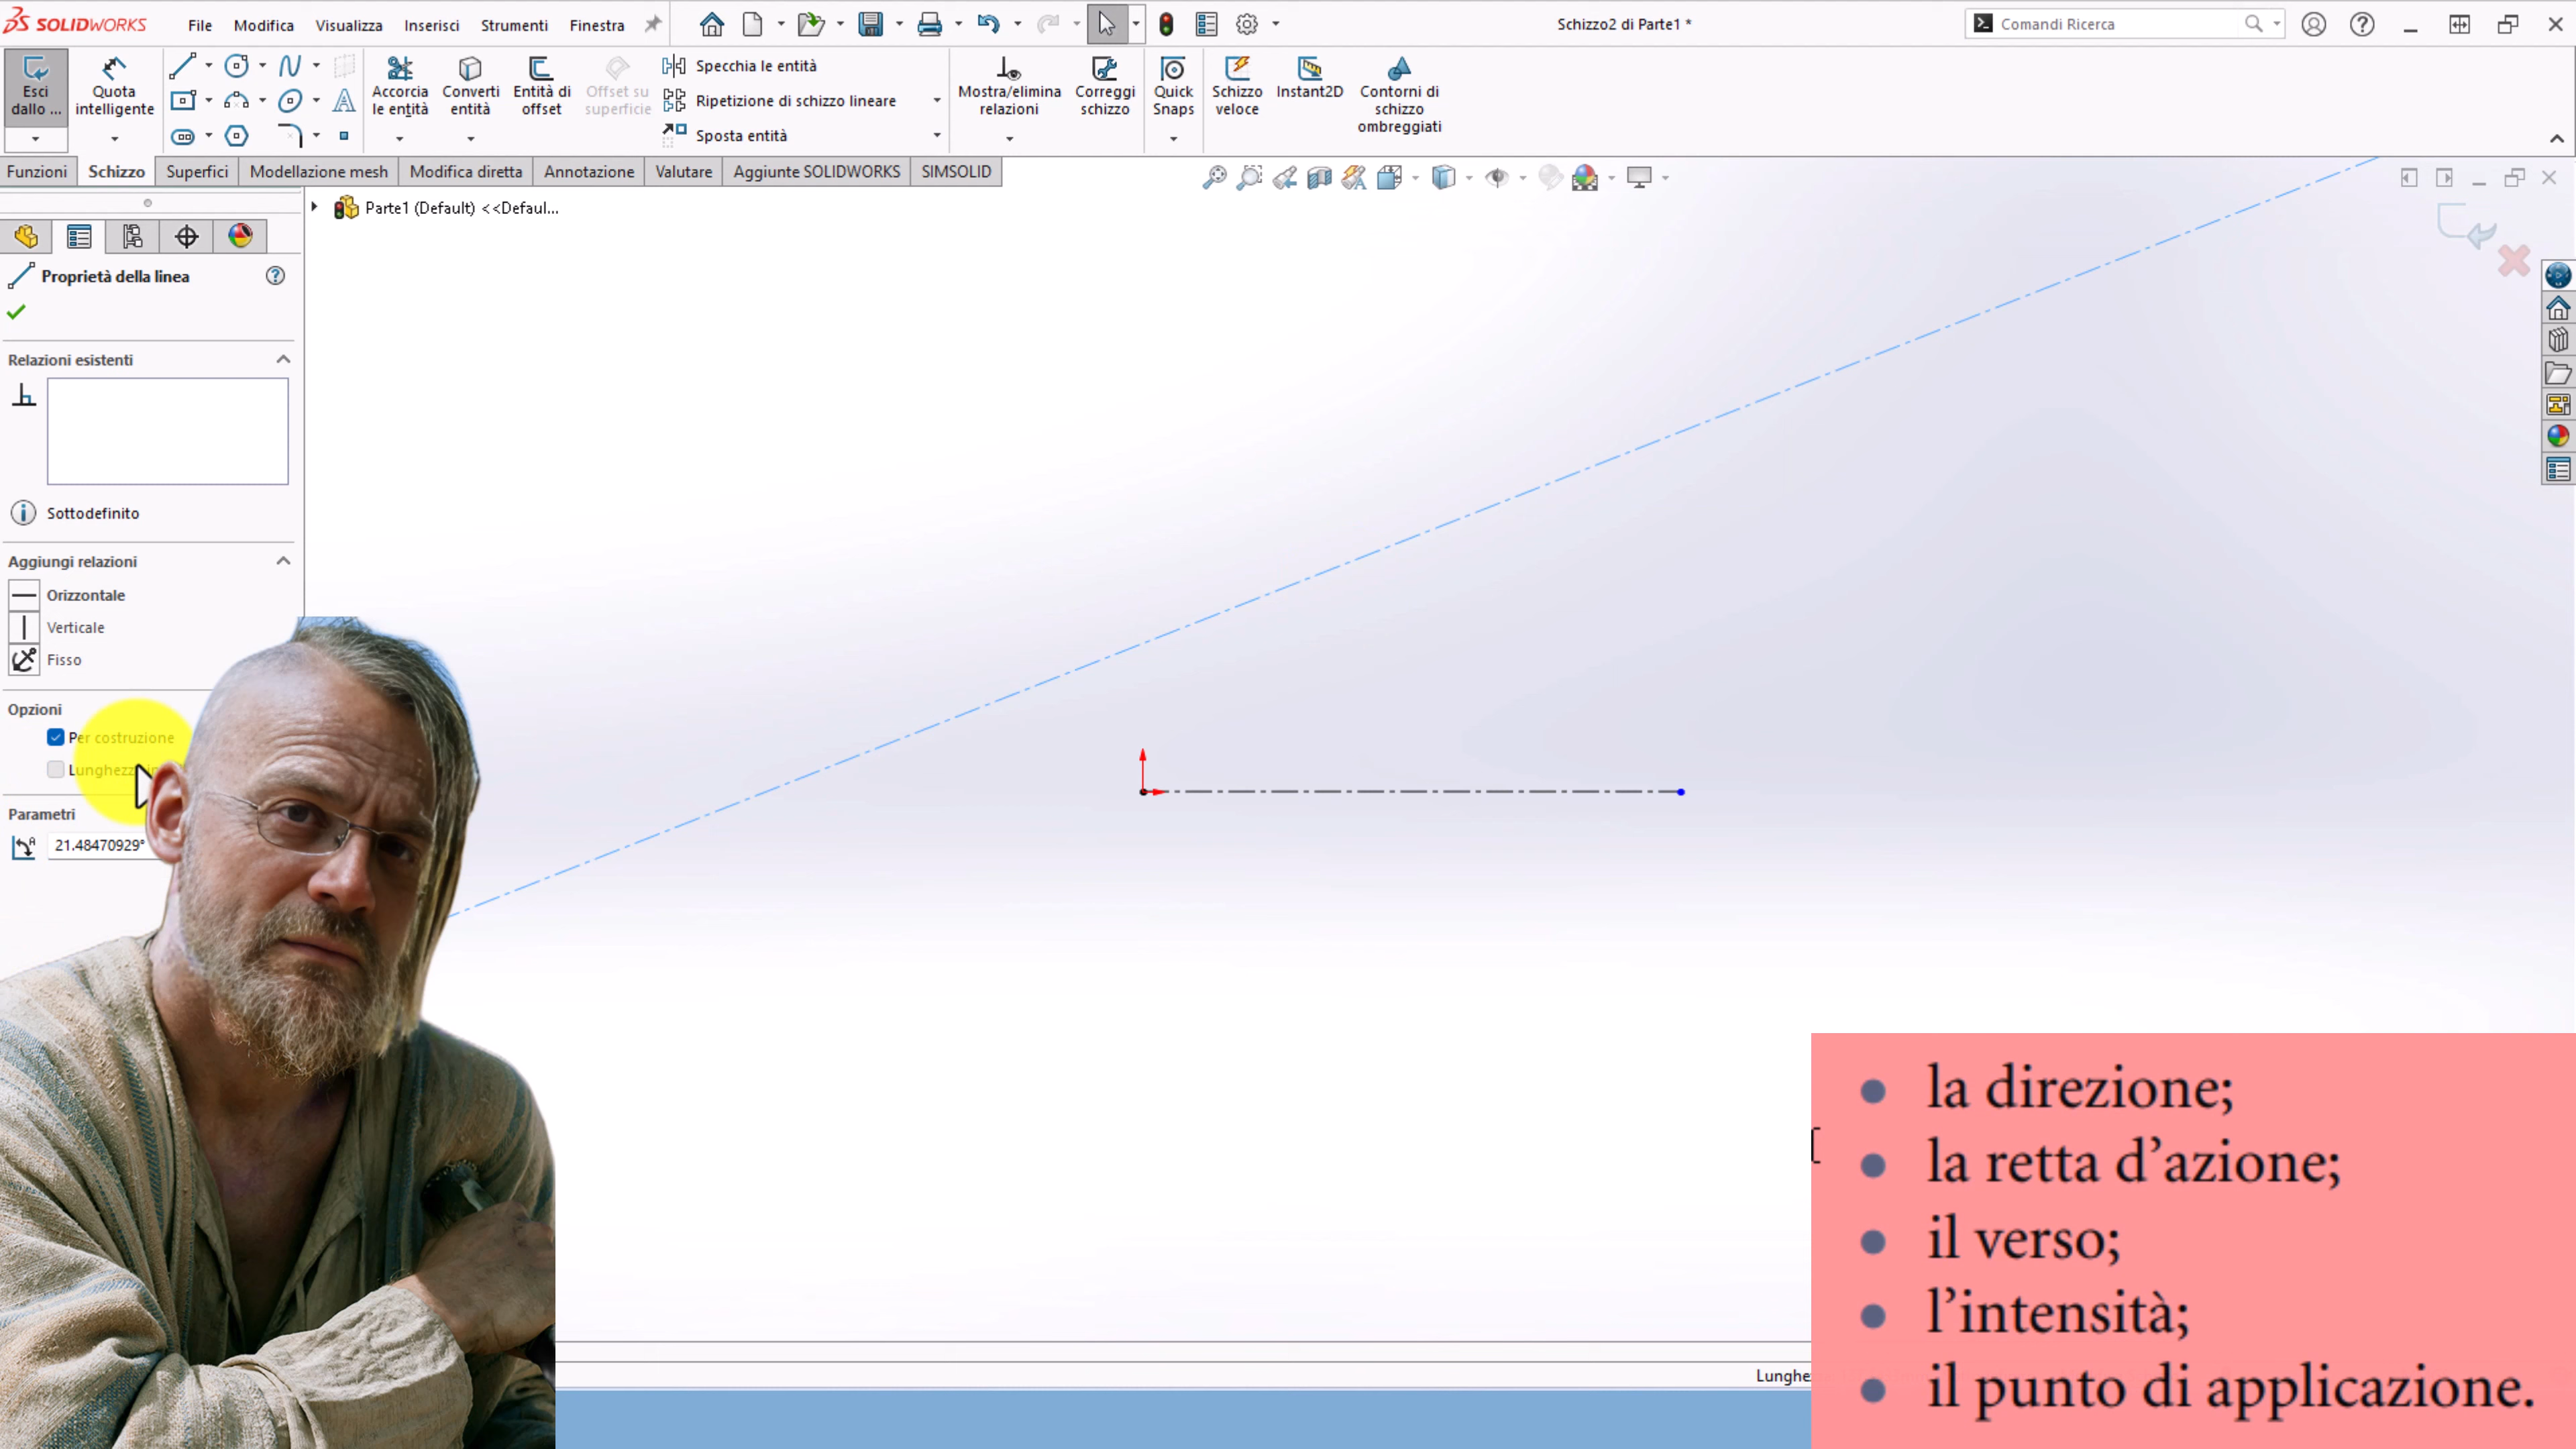 SOLIDWORKS
File Modifica Visualizza Inserisci Strumenti Finestra
Schizzo2 di Parte1 *
Comandi Ricerca
Esci dallo ...
Quota intelligente
Accorcia le entità
Converti entità
Entità di offset
Offset su superficie
Specchia le entità
Ripetizione di schizzo lineare
Sposta entità
Mostra/elimina relazioni
Correggi schizzo
Quick Snaps
Schizzo veloce
Instant2D
Contorni di schizzo ombreggiati
Funzioni Schizzo Superfici Modellazione mesh Modifica diretta Annotazione Valutare Aggiunte SOLIDWORKS SIMSOLID
Parte1 (Default) <<Defaul...
Proprietà della linea
Relazioni esistenti
Sottodefinito
Aggiungi relazioni
Orizzontale
Verticale
Fisso
Opzioni
Per costruzione
Parametri
21.48470929°
Lunghe
• la direzione;
• la retta d’azione;
• il verso;
• l’intensità;
• il punto di applicazione.